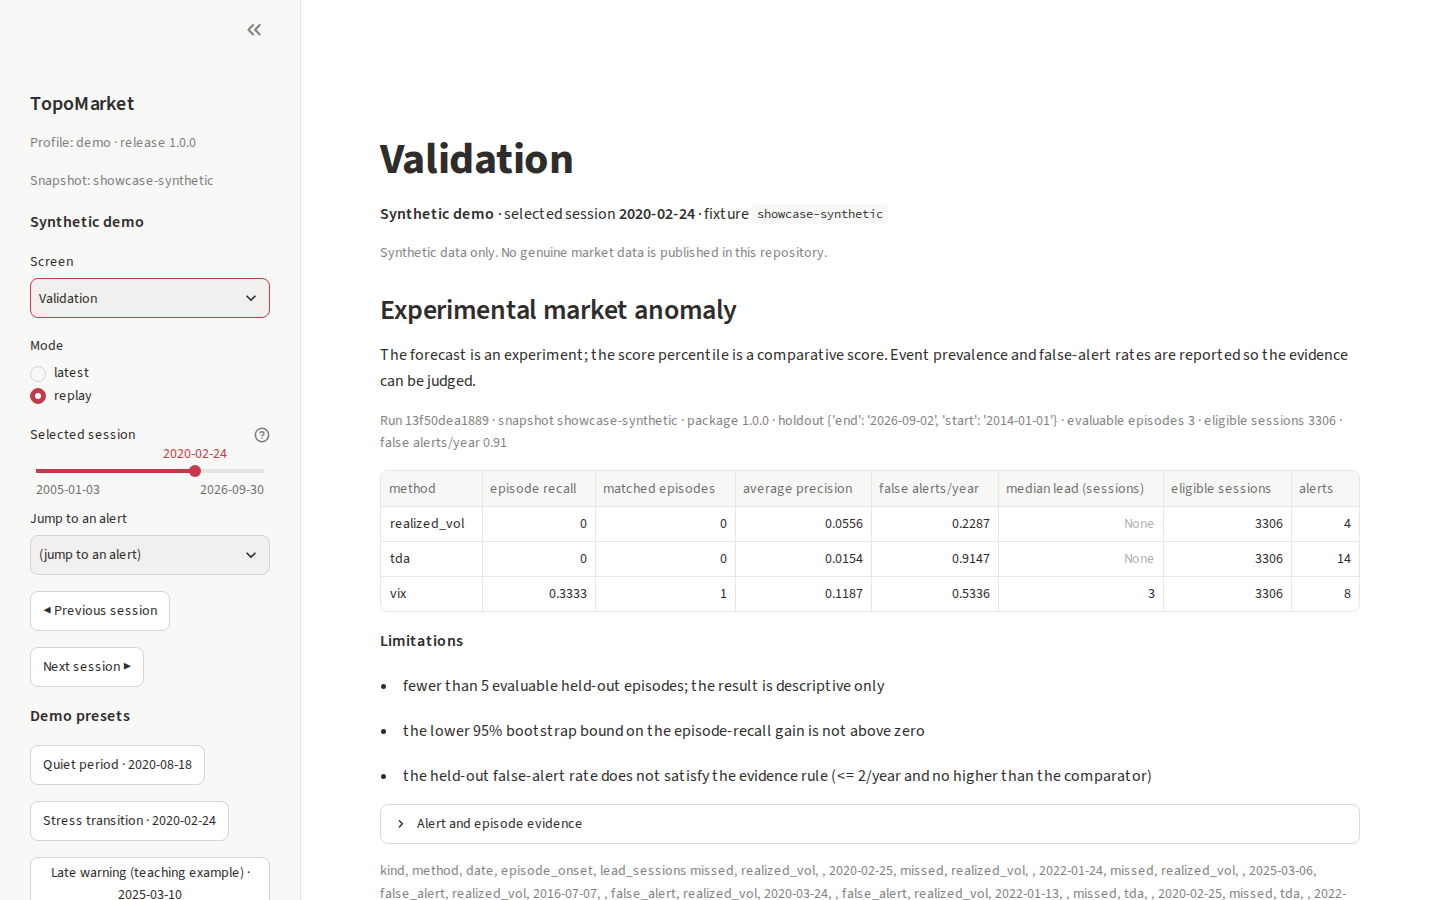 TopoMarket
Profile: demo · release 1.0.0
Snapshot: showcase-synthetic
Synthetic demo
Screen
Validation
Mode
latest
replay
Selected session
2020-02-24
2005-01-03 2026-09-30
Jump to an alert
(jump to an alert)
◀ Previous session
Next session ▶
Demo presets
Quiet period · 2020-08-18
Stress transition · 2020-02-24
Late warning (teaching example) ·
2025-03-10
Validation
Synthetic demo · selected session 2020-02-24 · fixture showcase-synthetic
Synthetic data only. No genuine market data is published in this repository.
Experimental market anomaly
The forecast is an experiment; the score percentile is a comparative score. Event prevalence and false-alert rates are reported so the evidence
can be judged.
Run 13f50dea1889 · snapshot showcase-synthetic · package 1.0.0 · holdout {'end': '2026-09-02', 'start': '2014-01-01'} · evaluable episodes 3 · eligible sessions 3306 ·
false alerts/year 0.91
method episode recall matched episodes average precision false alerts/year median lead (sessions) eligible sessions alerts
realized_vol 0 0 0.0556 0.2287 None 3306 4
tda 0 0 0.0154 0.9147 None 3306 14
vix 0.3333 1 0.1187 0.5336 3 3306 8
Limitations
• fewer than 5 evaluable held-out episodes; the result is descriptive only
• the lower 95% bootstrap bound on the episode-recall gain is not above zero
• the held-out false-alert rate does not satisfy the evidence rule (<= 2/year and no higher than the comparator)
Alert and episode evidence
kind, method, date, episode_onset, lead_sessions missed, realized_vol, , 2020-02-25, missed, realized_vol, , 2022-01-24, missed, realized_vol, , 2025-03-06,
false_alert, realized_vol, 2016-07-07, , false_alert, realized_vol, 2020-03-24, , false_alert, realized_vol, 2022-01-13, , missed, tda, , 2020-02-25, missed, tda, , 2022-